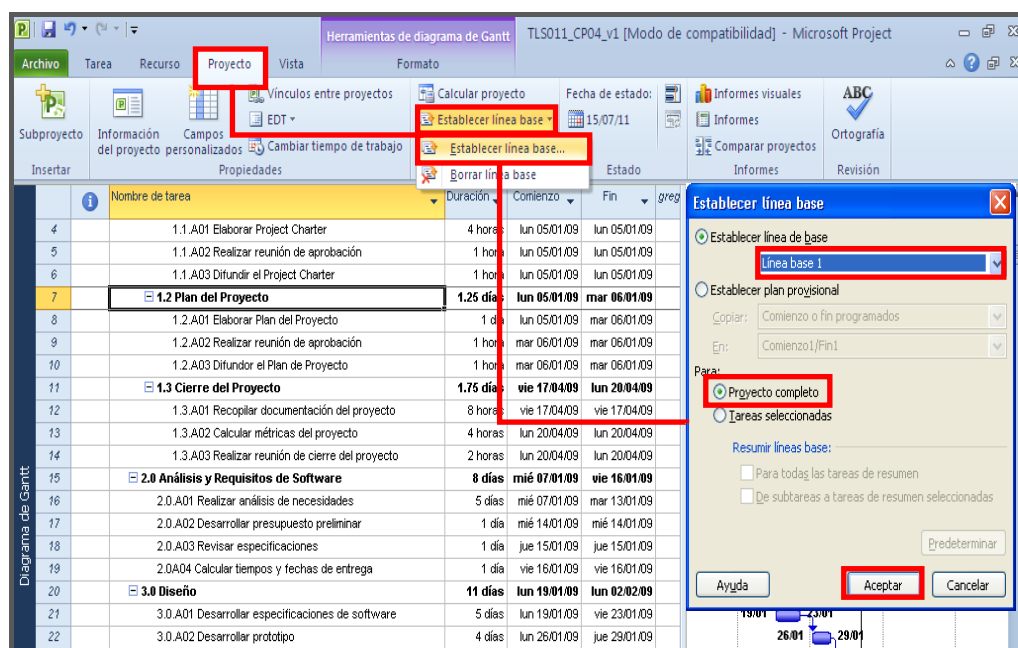 Herramientas de diagrama de Gantt
TLS011_CP04_v1 [Modo de compatibilidad] - Microsoft Project
Archivo Tarea Recurso Proyecto Vista Formato
Subproyecto
Insertar
Información del proyecto
Campos personalizados
Vínculos entre proyectos
EDT
Cambiar tiempo de trabajo
Propiedades
Calcular proyecto
Establecer línea base
Establecer línea base...
Borrar línea base
Fecha de estado:
15/07/11
Estado
Informes visuales
Informes
Comparar proyectos
Informes
ABC
Ortografía
Revisión
Nombre de tarea Duración Comienzo Fin greg
4 1.1.A01 Elaborar Project Charter 4 horas lun 05/01/09 lun 05/01/09
5 1.1.A02 Realizar reunión de aprobación 1 hora lun 05/01/09 lun 05/01/09
6 1.1.A03 Difundir el Project Charter 1 hora lun 05/01/09 lun 05/01/09
7 1.2 Plan del Proyecto 1.25 días lun 05/01/09 mar 06/01/09
8 1.2.A01 Elaborar Plan del Proyecto 1 día lun 05/01/09 mar 06/01/09
9 1.2.A02 Realizar reunión de aprobación 1 hora mar 06/01/09 mar 06/01/09
10 1.2.A03 Difundor el Plan de Proyecto 1 hora mar 06/01/09 mar 06/01/09
11 1.3 Cierre del Proyecto 1.75 días vie 17/04/09 lun 20/04/09
12 1.3.A01 Recopilar documentación del proyecto 8 horas vie 17/04/09 vie 17/04/09
13 1.3.A02 Calcular métricas del proyecto 4 horas lun 20/04/09 lun 20/04/09
14 1.3.A03 Realizar reunión de cierre del proyecto 2 horas lun 20/04/09 lun 20/04/09
15 2.0 Análisis y Requisitos de Software 8 días mié 07/01/09 vie 16/01/09
16 2.0.A01 Realizar análisis de necesidades 5 días mié 07/01/09 mar 13/01/09
17 2.0.A02 Desarrollar presupuesto preliminar 1 día mié 14/01/09 mié 14/01/09
18 2.0.A03 Revisar especificaciones 1 día jue 15/01/09 jue 15/01/09
19 2.0A04 Calcular tiempos y fechas de entrega 1 día vie 16/01/09 vie 16/01/09
20 3.0 Diseño 11 días lun 19/01/09 lun 02/02/09
21 3.0.A01 Desarrollar especificaciones de software 5 días lun 19/01/09 vie 23/01/09
22 3.0.A02 Desarrollar prototipo 4 días lun 26/01/09 jue 29/01/09
Diagrama de Gantt
Establecer línea base
Establecer línea de base
Línea base 1
Establecer plan provisional
Copiar: Comienzo o fin programados
En: Comienzo1/Fin1
Para:
Proyecto completo
Tareas seleccionadas
Resumir líneas base:
Para todas las tareas de resumen
De subtareas a tareas de resumen seleccionadas
Predeterminar
Ayuda Aceptar Cancelar
19/01 23/01
26/01 29/01